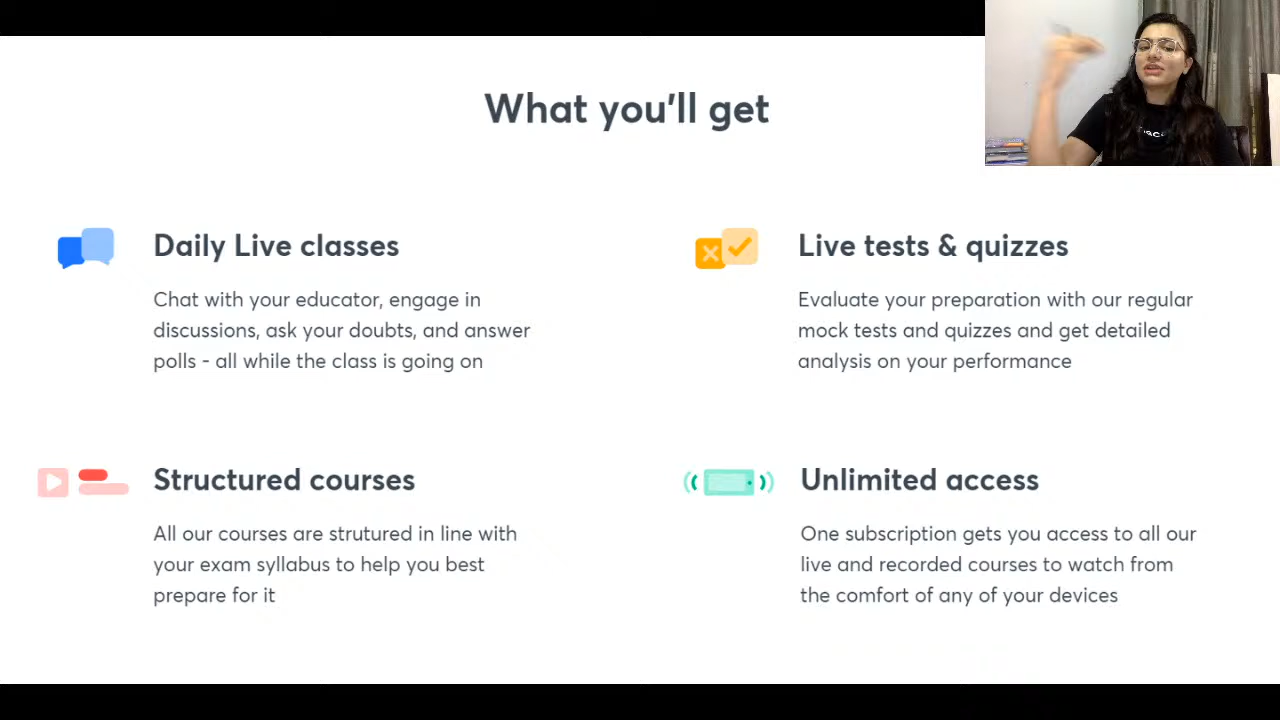 What you'll get
Daily Live classes
Chat with your educator, engage in
discussions, ask your doubts, and answer
polls - all while the class is going on
Live tests & quizzes
Evaluate your preparation with our regular
mock tests and quizzes and get detailed
analysis on your performance
Structured courses
All our courses are strutured in line with
your exam syllabus to help you best
prepare for it
Unlimited access
One subscription gets you access to all our
live and recorded courses to watch from
the comfort of any of your devices